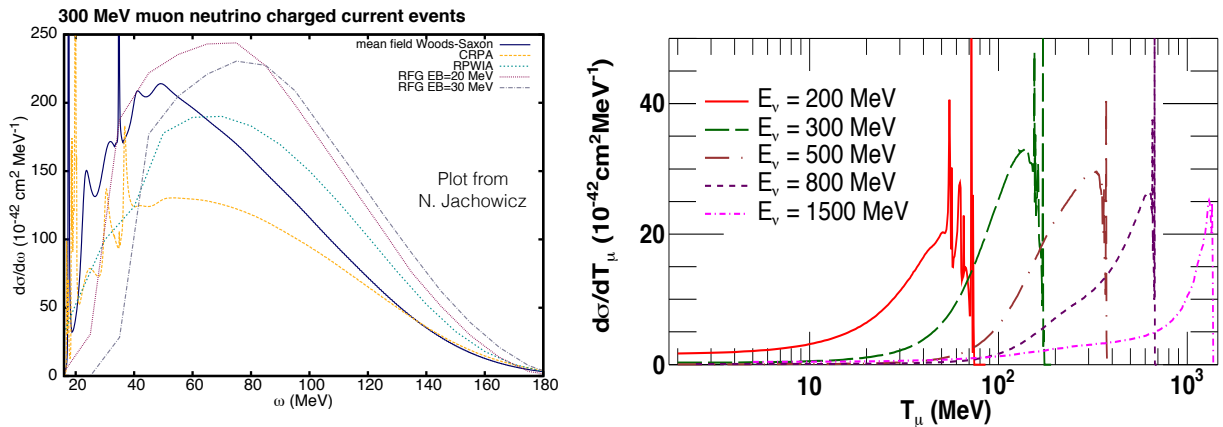 300 MeV muon neutrino charged current events
dσ/dω (10⁻⁴² cm² MeV⁻¹)
250
200
150
100
50
0
mean field Woods-Saxon
CRPA
RPWIA
RFG EB=20 MeV
RFG EB=30 MeV
Plot from
N. Jachowicz
20 40 60 80 100 120 140 160 180
ω (MeV)
dσ/dT_μ (10⁻⁴²cm²MeV⁻¹)
40
20
0
E_ν = 200 MeV
E_ν = 300 MeV
E_ν = 500 MeV
E_ν = 800 MeV
E_ν = 1500 MeV
10 10² 10³
T_μ (MeV)